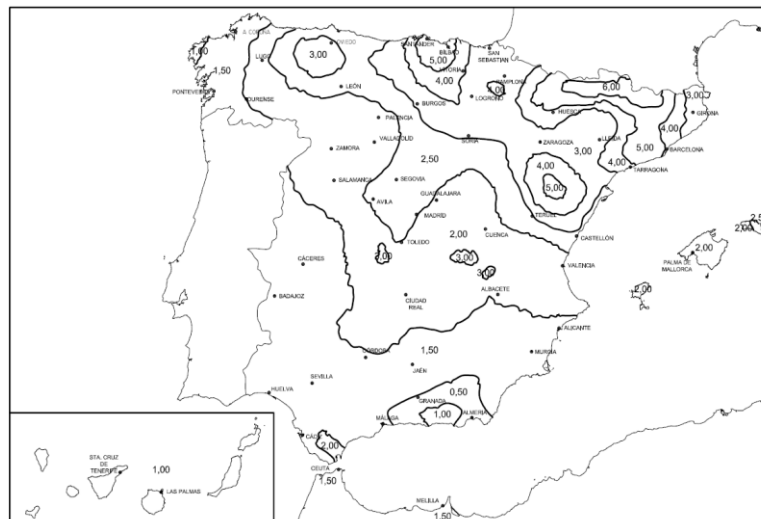 A CORUÑA
1,00
LUGO
OVIEDO
3,00
SANTANDER
BILBAO
5,00
SAN
SEBASTIAN
1,50
VITORIA
4,00
PAMPLONA
6,00
3,00
PONTEVEDRA
OURENSE
LEÓN
BURGOS
LOGROÑO
4,00
HUESCA
GIRONA
4,00
PALENCIA
SORIA
ZARAGOZA
3,00
LLEIDA
5,00
BARCELONA
ZAMORA
VALLADOLID
2,50
4,00
4,00
TARRAGONA
SALAMANCA
SEGOVIA
5,00
AVILA
GUADALAJARA
MADRID
TERUEL
2,00
CUENCA
CASTELLÓN
2,00
TOLEDO
3,00
2,00
PALMA DE
MALLORCA
CÁCERES
3,00
VALENCIA
2,00
BADAJOZ
CIUDAD
REAL
ALBACETE
ALICANTE
1,50
CÓRDOBA
JAÉN
MURCIA
SEVILLA
HUELVA
0,50
GRANADA
1,00
ALMERIA
MÁLAGA
CÁDIZ
2,00
CEUTA
1,50
MELILLA
1,50
STA. CRUZ
DE
TENERIFE
1,00
LAS PALMAS